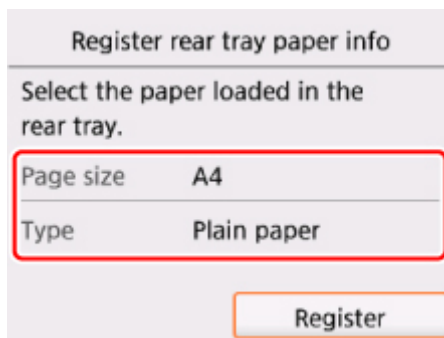 Register rear tray paper info
Select the paper loaded in the
rear tray.
Page size A4
Type Plain paper
Register